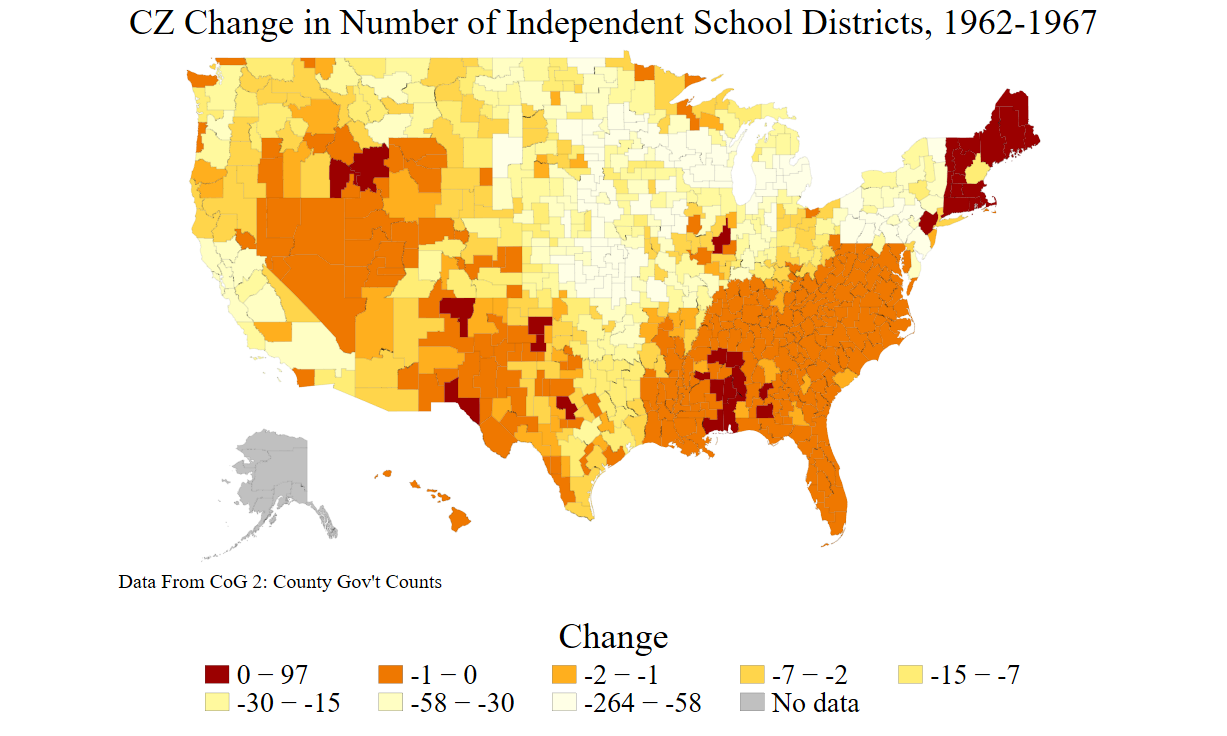 CZ Change in Number of Independent School Districts, 1962-1967
Data From CoG 2: County Gov't Counts
Change
0 − 97 -1 − 0 -2 − -1 -7 − -2 -15 − -7
-30 − -15 -58 − -30 -264 − -58 No data